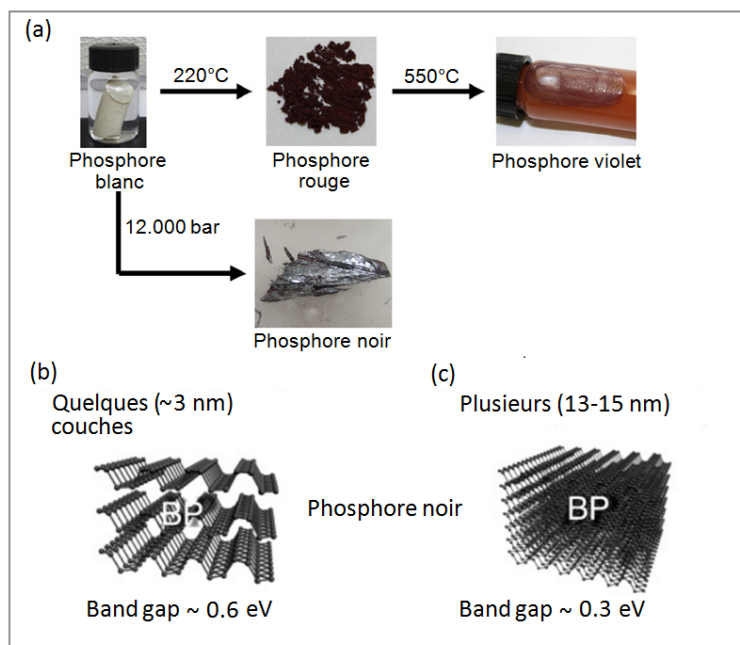 (a)
220°C
550°C
Phosphore
blanc
Phosphore
rouge
Phosphore violet
12.000 bar
Phosphore noir
(b)
(c)
Quelques (~3 nm)
couches
Plusieurs (13-15 nm)
BP
Phosphore noir
BP
Band gap ~ 0.6 eV
Band gap ~ 0.3 eV